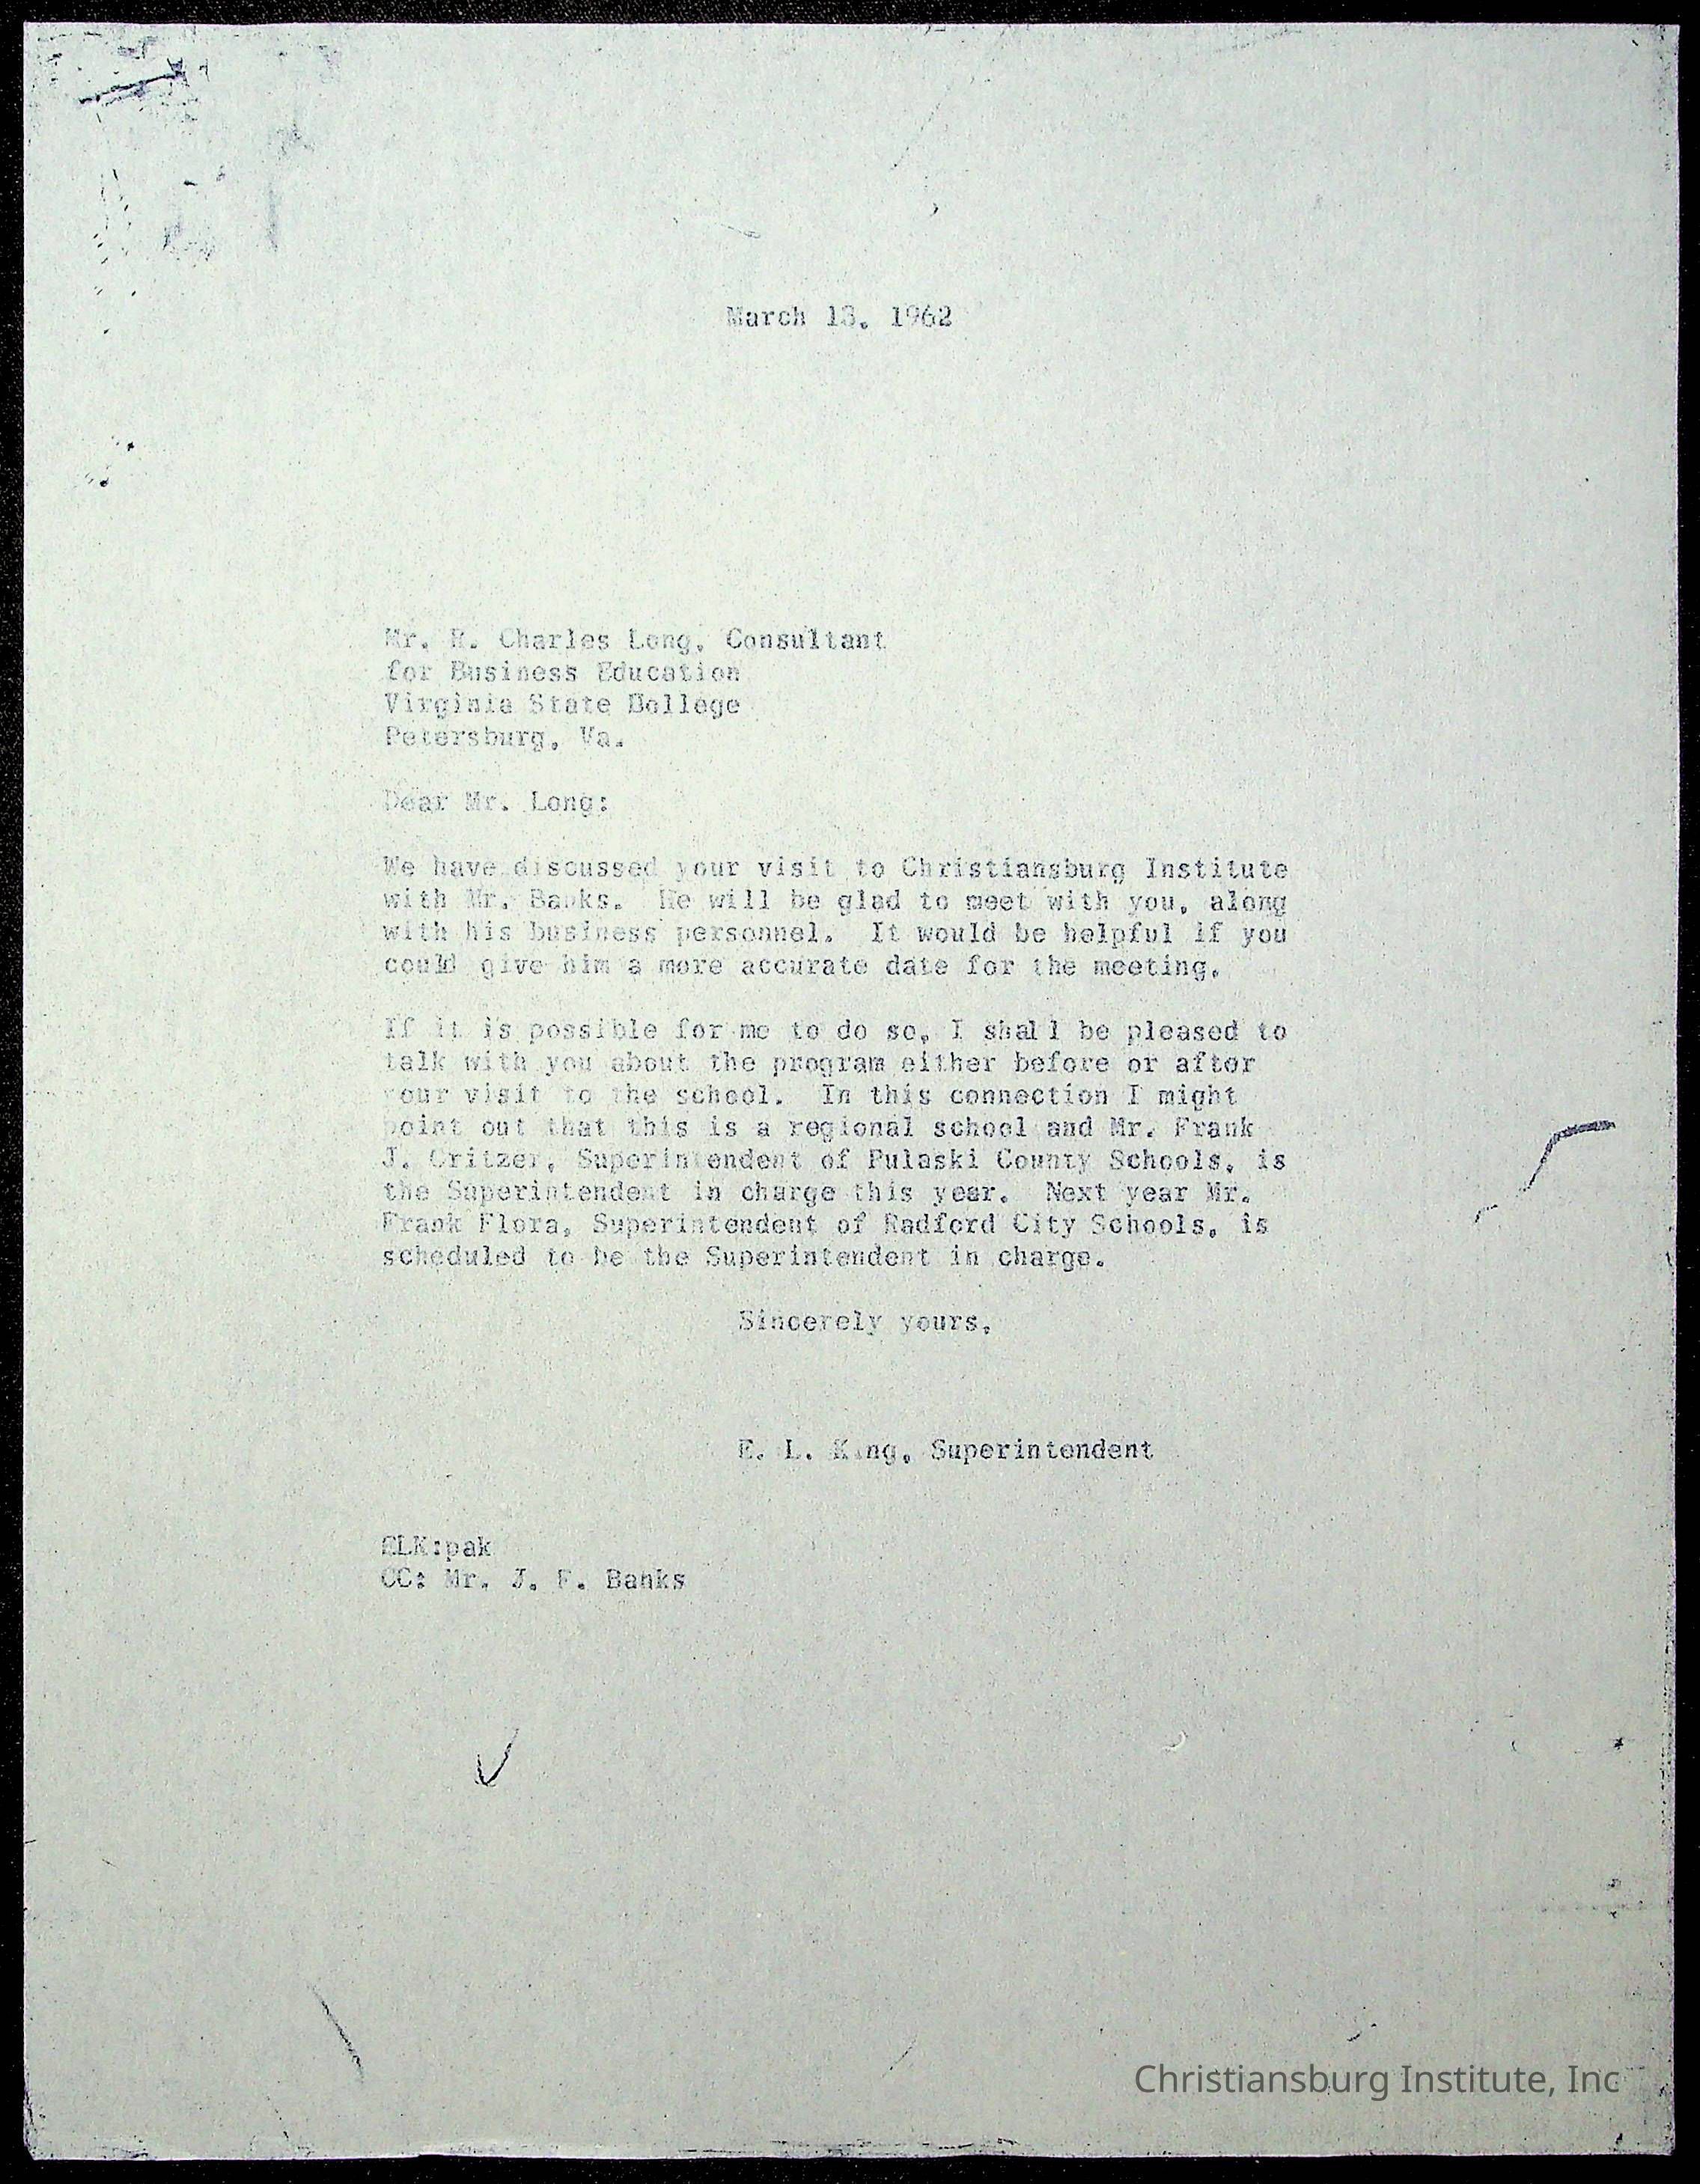 March 13, 1962
Mr. R. Charles Long, Consultant
for Business Education
Virginia State Dollege
Petersburg, Va.
Dear Mr. Long:
We have discussed your visit to Christiansburg Institute
with Mr. Banks. He will be glad to meet with you, along
with his business personnel. It would be helpful if you
could give him a more accurate date for the meeting.
If it is possible for me to do so, I shall be pleased to
talk with you about the program either before or after
your visit to the school. In this connection I might
point out that this is a regional school and Mr. Frank
J. Critzer, Superintendent of Pulaski County Schools, is
the Superintendent in charge this year. Next year Mr.
Frank Flora, Superintendent of Radford City Schools, is
scheduled to be the Superintendent in charge.
Sincerely yours,
E. L. King, Superintendent
ELK:pak
CC: Mr. J. F. Banks
Christiansburg Institute, Inc